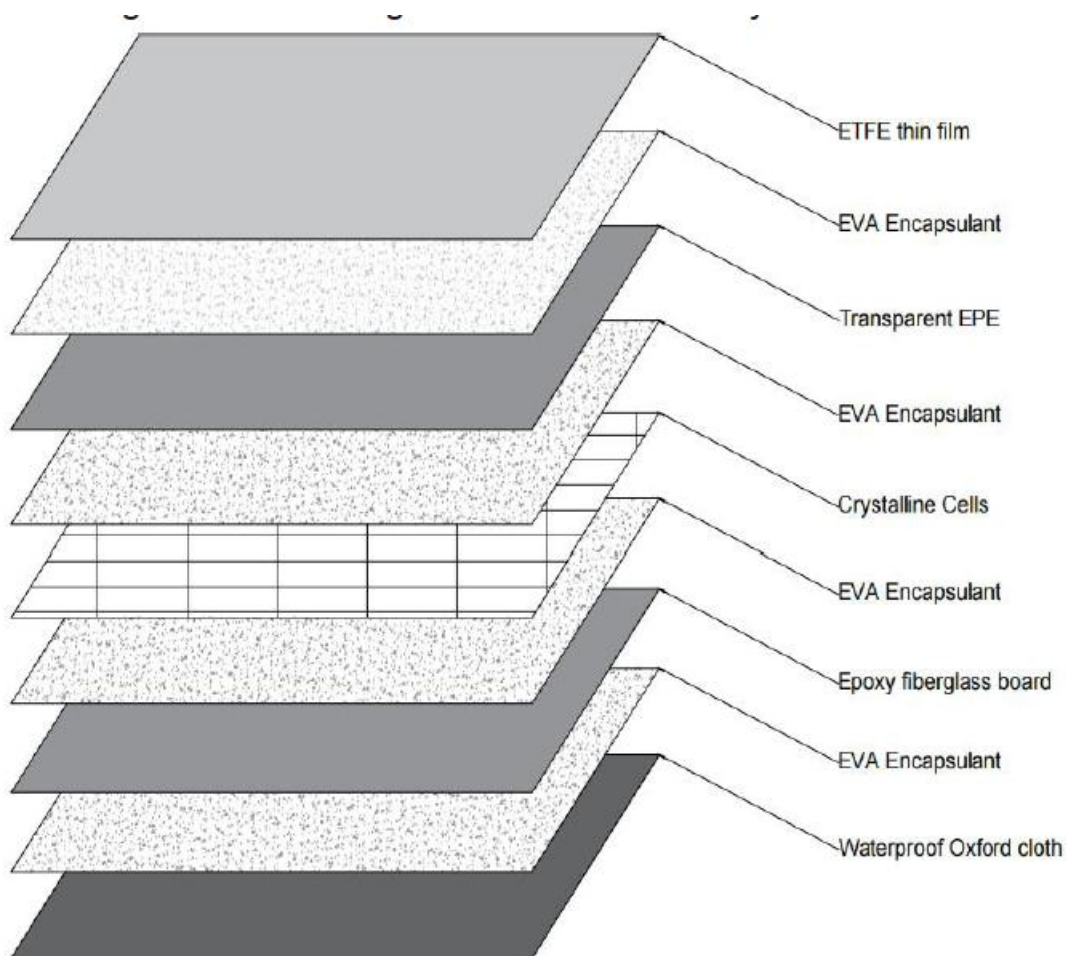 ETFE thin film
EVA Encapsulant
Transparent EPE
EVA Encapsulant
Crystalline Cells
EVA Encapsulant
Epoxy fiberglass board
EVA Encapsulant
Waterproof Oxford cloth